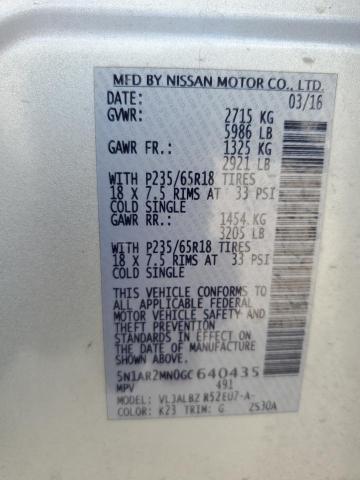 MFD BY NISSAN MOTOR CO., LTD.
DATE: 03/16
GVWR: 2715 KG
5986 LB
GAWR FR.: 1325 KG
2921 LB
WITH P235/65R18 TIRES
18 X 7.5 RIMS AT 33 PSI
COLD SINGLE
GAWR RR.: 1454 KG
3205 LB
WITH P235/65R18 TIRES
18 X 7.5 RIMS AT 33 PSI
COLD SINGLE
THIS VEHICLE CONFORMS TO
ALL APPLICABLE FEDERAL
MOTOR VEHICLE SAFETY AND
THEFT PREVENTION
STANDARDS IN EFFECT ON
THE DATE OF MANUFACTURE
SHOWN ABOVE.
5N1AR2MN0GC 640435
MPV 491
MODEL: VLJALBZ R52EU7-A-
COLOR: K23 TRIM: G 2530A